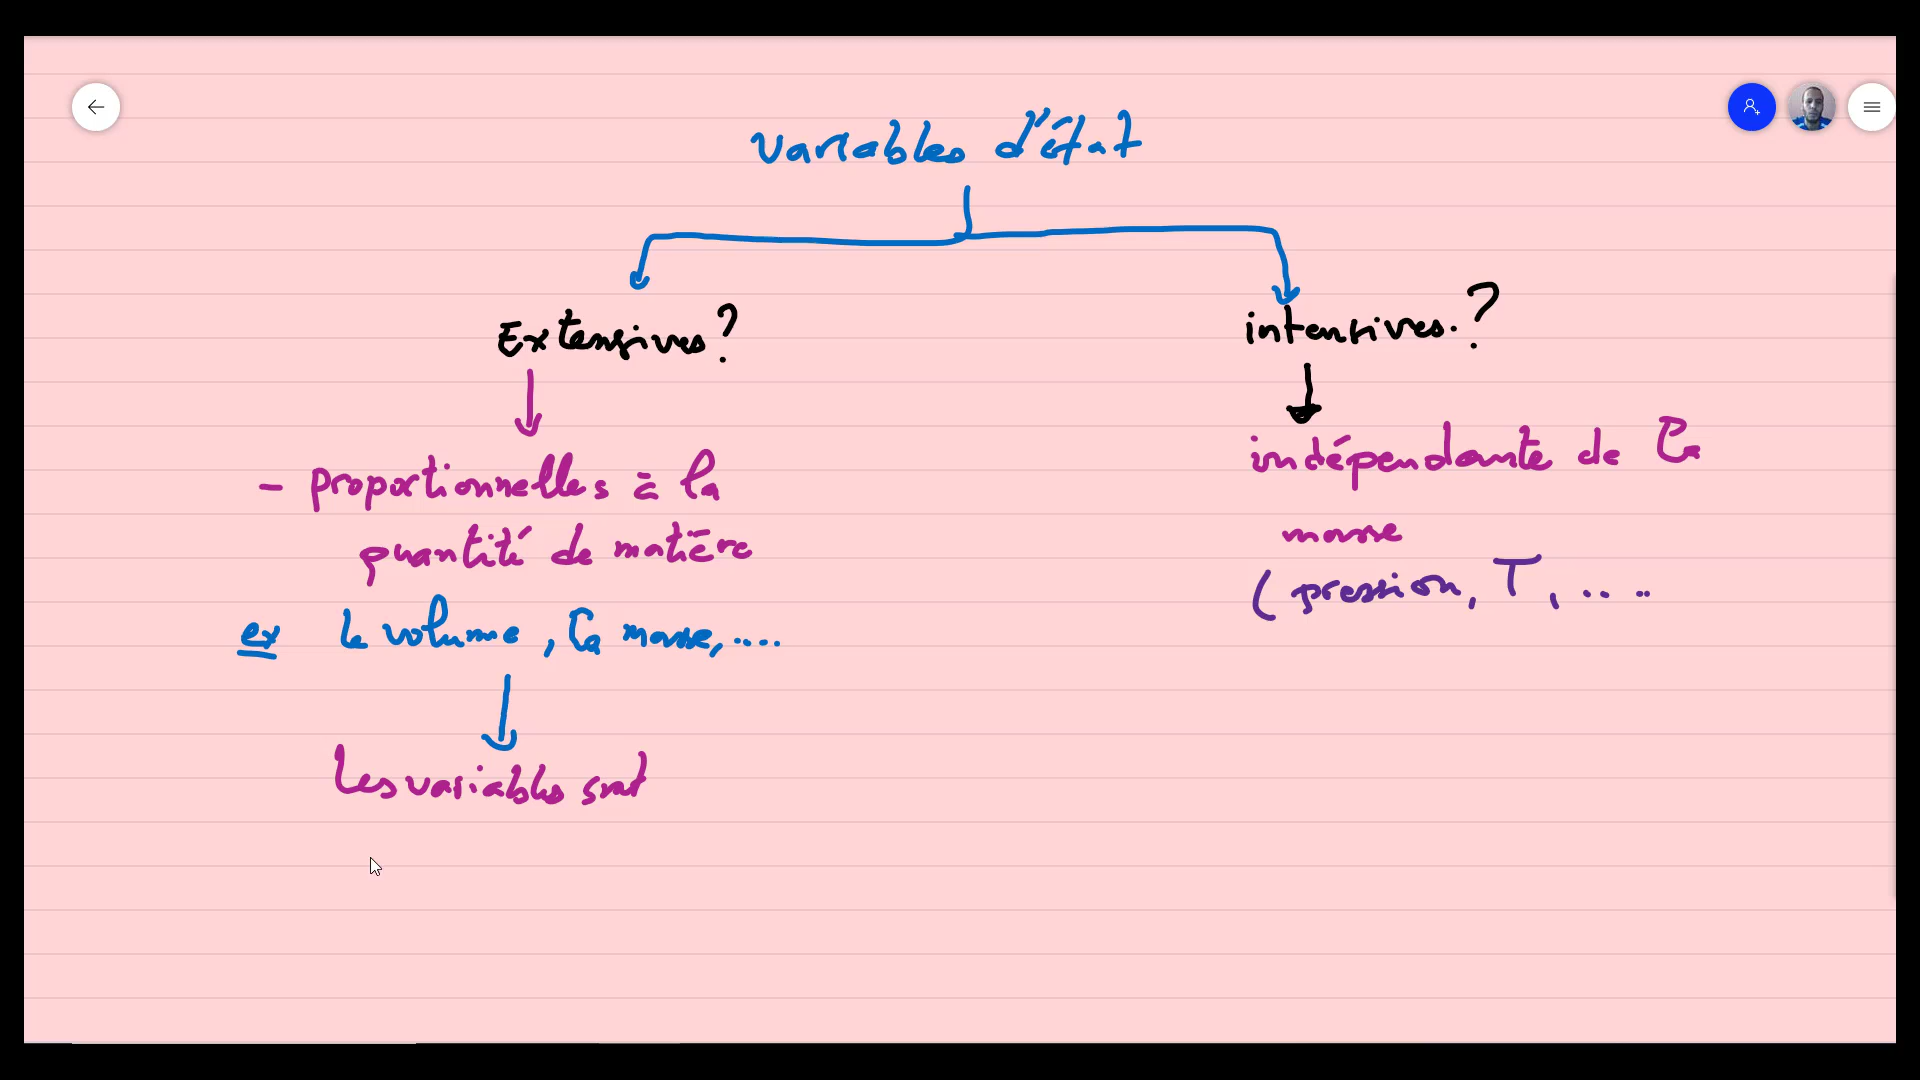 variables d'état
Extensives?
intensives.?
- proportionnelles à la
quantité de matière
ex le volume, la masse, ....
Les variables sont
indépendante de la
masse
( pression, T, ....